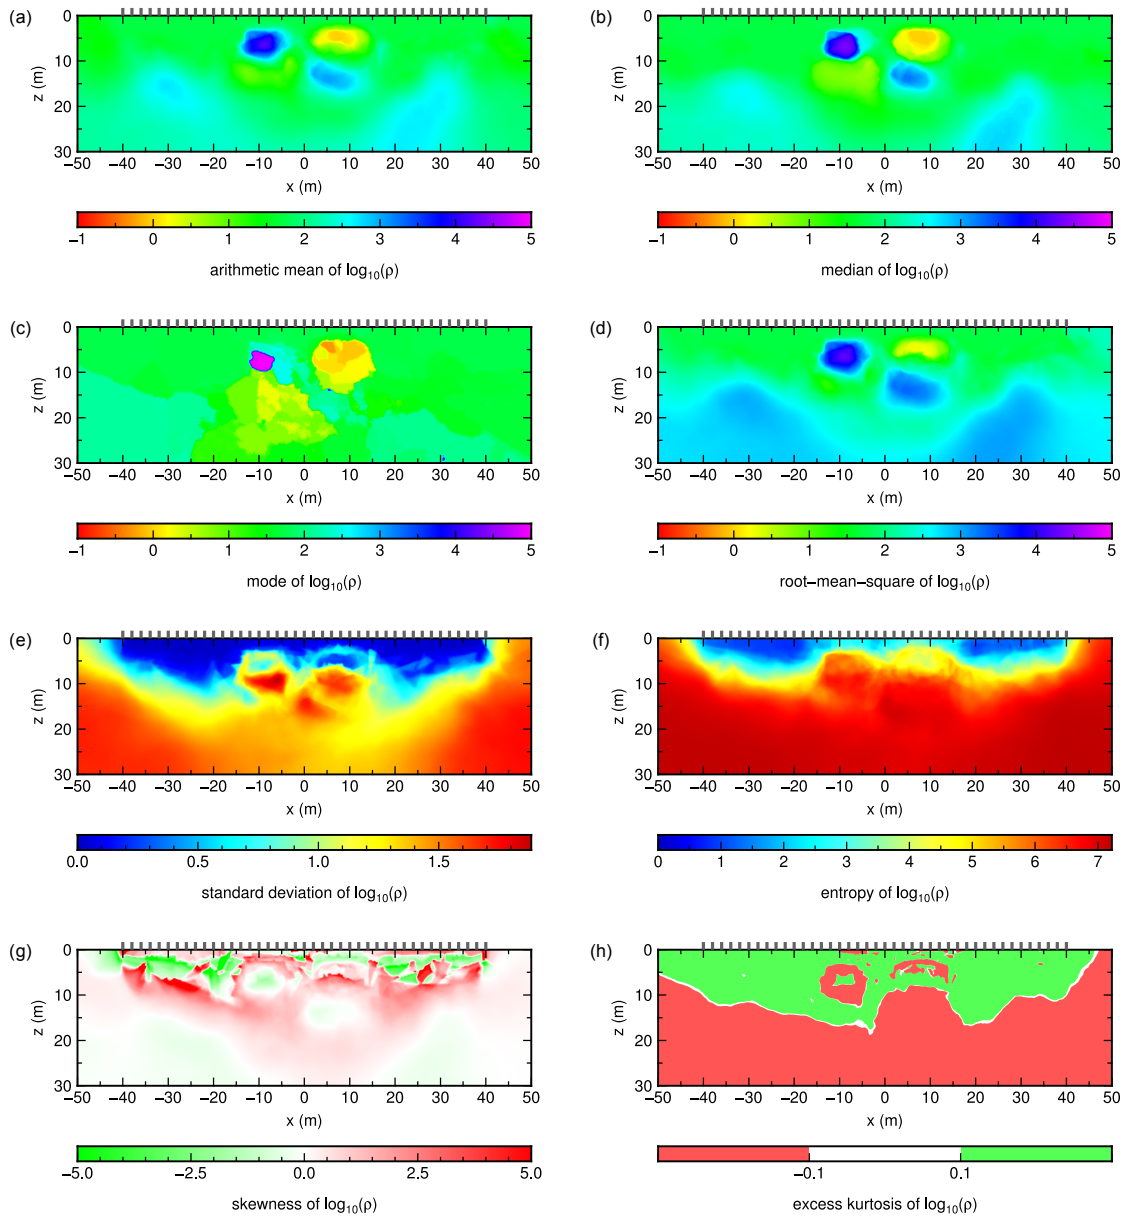 (a)
0
10
20
30
z (m)
−50 −40 −30 −20 −10 0 10 20 30 40 50
x (m)
−1 0 1 2 3 4 5
arithmetic mean of log10(ρ)
(b)
0
10
20
30
z (m)
−50 −40 −30 −20 −10 0 10 20 30 40 50
x (m)
−1 0 1 2 3 4 5
median of log10(ρ)
(c)
0
10
20
30
z (m)
−50 −40 −30 −20 −10 0 10 20 30 40 50
x (m)
−1 0 1 2 3 4 5
mode of log10(ρ)
(d)
0
10
20
30
z (m)
−50 −40 −30 −20 −10 0 10 20 30 40 50
x (m)
−1 0 1 2 3 4 5
root−mean−square of log10(ρ)
(e)
0
10
20
30
z (m)
−50 −40 −30 −20 −10 0 10 20 30 40 50
x (m)
0.0 0.5 1.0 1.5
standard deviation of log10(ρ)
(f)
0
10
20
30
z (m)
−50 −40 −30 −20 −10 0 10 20 30 40 50
x (m)
0 1 2 3 4 5 6 7
entropy of log10(ρ)
(g)
0
10
20
30
z (m)
−50 −40 −30 −20 −10 0 10 20 30 40 50
x (m)
−5.0 −2.5 0.0 2.5 5.0
skewness of log10(ρ)
(h)
0
10
20
30
z (m)
−50 −40 −30 −20 −10 0 10 20 30 40 50
x (m)
−0.1 0.1
excess kurtosis of log10(ρ)